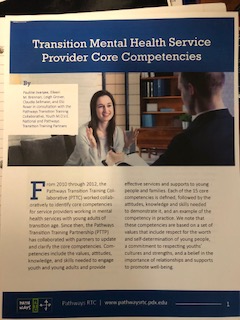 Transition Mental Health Service
Provider Core Competencies
By
Pauline Jivanjee, Eileen
M. Brennan, Leigh Grover,
Claudia Sellmaier, and DC
in consultation with the
Pathways Transition Training
Collaborative, Youth
National and Pathways
Transition Training Partners
From 2010 through 2012, the
Pathways Transition Training Col-
laborative (PTTC) worked collab-
oratively to identify core competencies
for service providers working in mental
health services with young adults of
transition age. Since then, the Pathways
Transition Training Partnership (PTTP)
has collaborated with partners to update
and clarify the core competencies. Com-
petencies include the values, attitudes,
knowledge, and skills needed to engage
youth and young adults and provide
effective services and supports to young
people and families. Each of the 15 core
competencies is defined, followed by the
attitudes, knowledge and skills needed to
demonstrate it, and an example of the
competency in practice. We note that
these competencies are based on a set of
values that include respect for the worth
and self-determination of young people,
a commitment to respecting youths'
cultures and strengths, and a belief in the
importance of relationships and supports
to promote well-being.
Pathways RTC | www.pathwaysrtc.pdx.edu
1